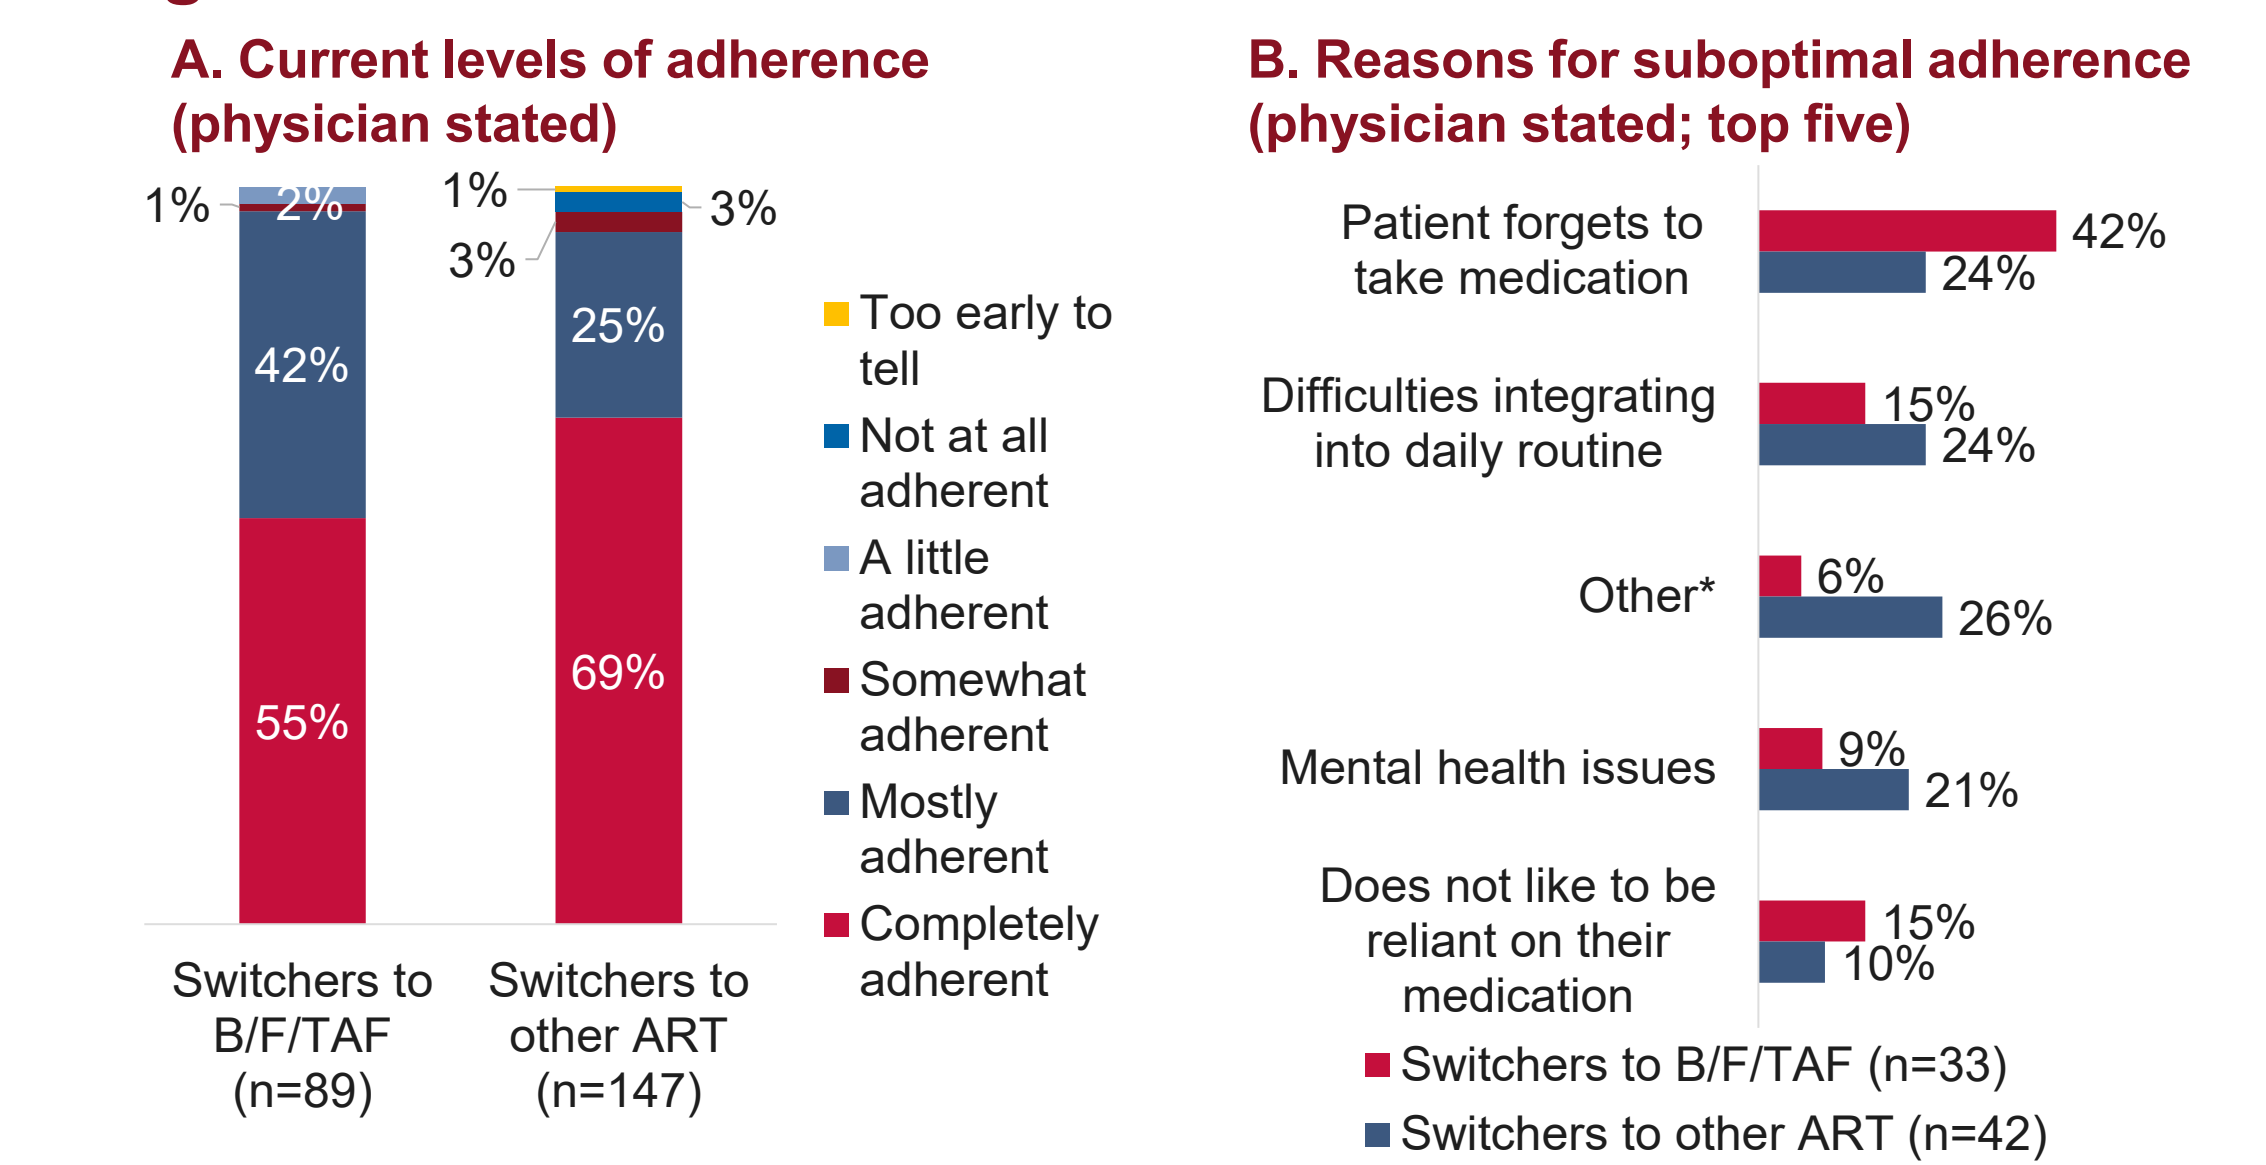 A. Current levels of adherence
(physician stated)
1%
2%
42%
55%
1%
3%
3%
25%
69%
Too early to
tell
Not at all
adherent
A little
adherent
Somewhat
adherent
Mostly
adherent
Completely
adherent
Switchers to
B/F/TAF
(n=89)
Switchers to
other ART
(n=147)
B. Reasons for suboptimal adherence
(physician stated; top five)
Patient forgets to
take medication
42%
24%
Difficulties integrating
into daily routine
15%
24%
Other*
6%
26%
Mental health issues
9%
21%
Does not like to be
reliant on their
medication
15%
10%
Switchers to B/F/TAF (n=33)
Switchers to other ART (n=42)